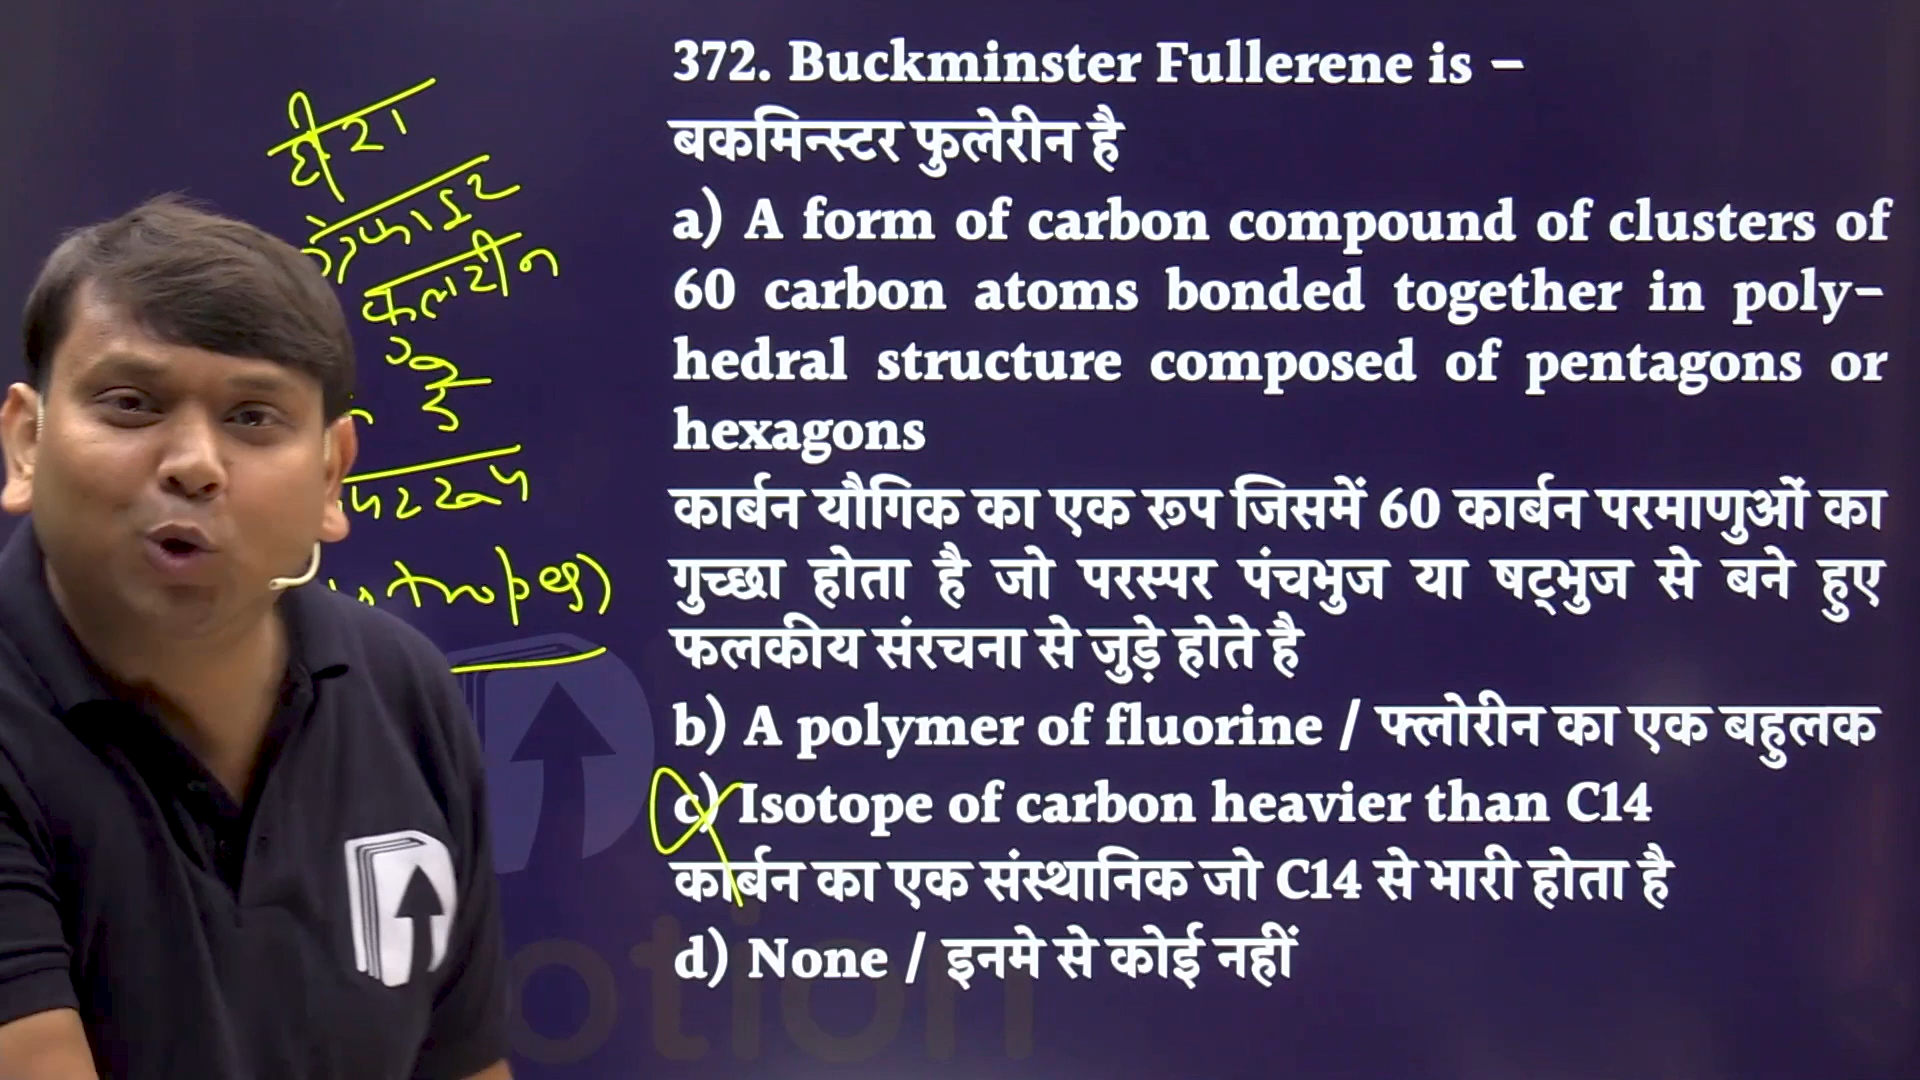 हीरा
ग्रेफाइट
फुलरीन
अपररूप
372. Buckminster Fullerene is –
बकमिन्स्टर फुलेरीन है
a) A form of carbon compound of clusters of
60 carbon atoms bonded together in poly-
hedral structure composed of pentagons or
hexagons
कार्बन यौगिक का एक रूप जिसमें 60 कार्बन परमाणुओं का
गुच्छा होता है जो परस्पर पंचभुज या षट्भुज से बने हुए
फलकीय संरचना से जुड़े होते है
b) A polymer of fluorine / फ्लोरीन का एक बहुलक
c) Isotope of carbon heavier than C14
कार्बन का एक संस्थानिक जो C14 से भारी होता है
d) None / इनमे से कोई नहीं
otion